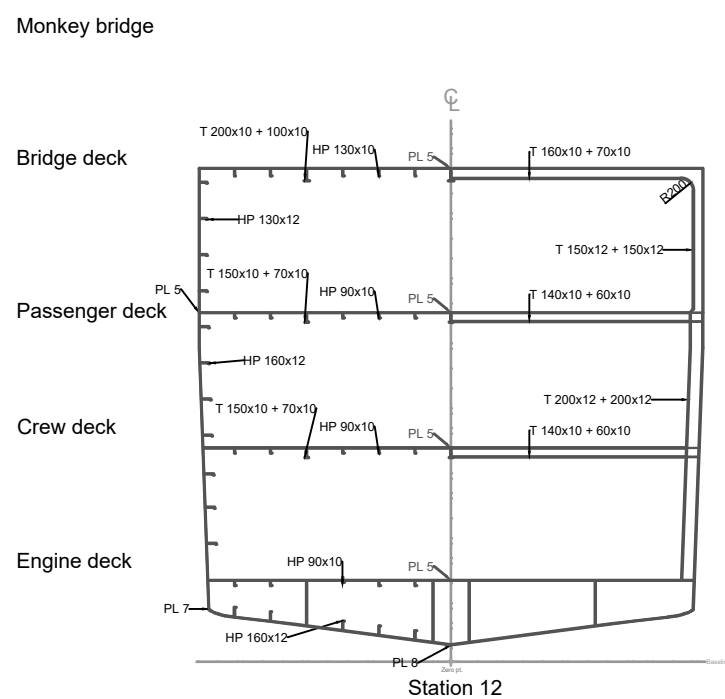 Monkey bridge
℄
T 200x10 + 100x10
HP 130x10
PL 5
T 160x10 + 70x10
Bridge deck
R200
HP 130x12
T 150x12 + 150x12
T 150x10 + 70x10
PL 5
HP 90x10
PL 5
T 140x10 + 60x10
Passenger deck
HP 160x12
T 200x12 + 200x12
T 150x10 + 70x10
Crew deck
HP 90x10
PL 5
T 140x10 + 60x10
Engine deck
HP 90x10
PL 5
PL 7
HP 160x12
PL 8
Zero pt.
Station 12